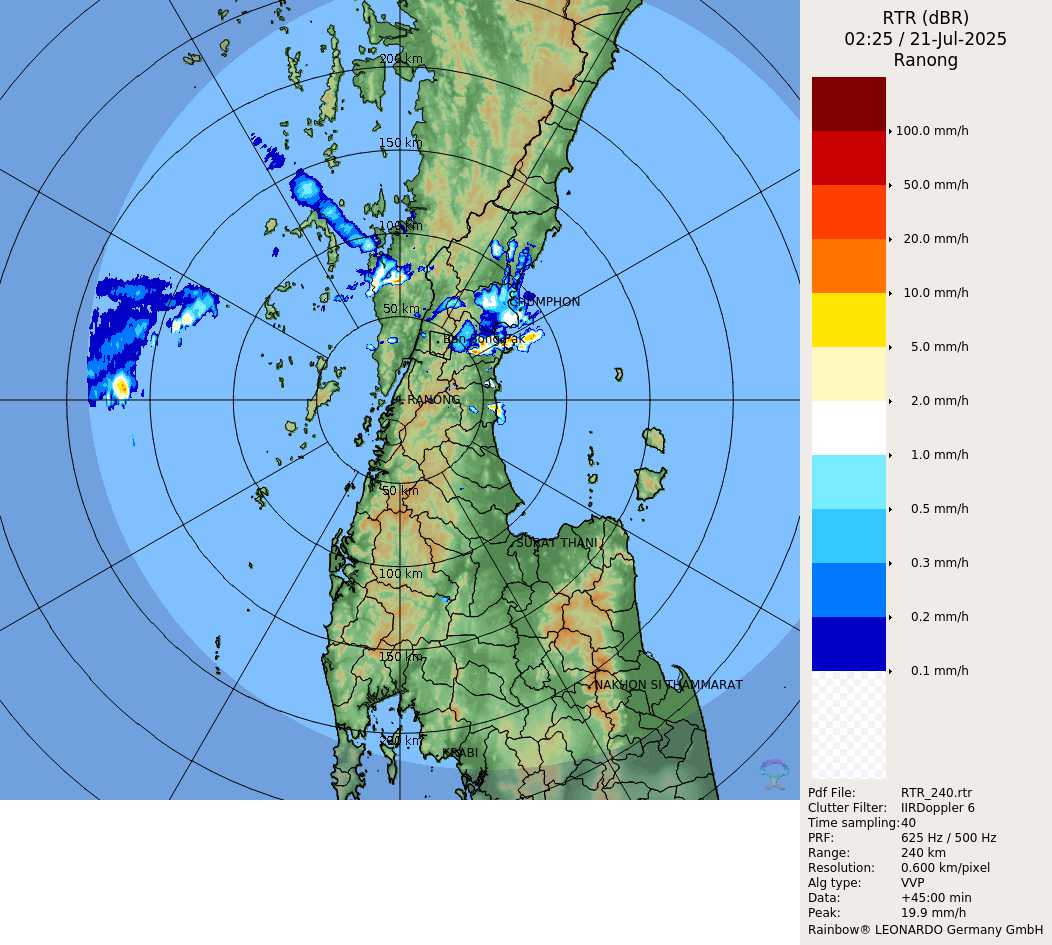 RTR (dBR)
02:25 / 21-Jul-2025
Ranong
200 km
150 km
100 km
50 km
CHUMPHON
Ban Pong Pak
RANONG
50 km
SURAT THANI
100 km
150 km
NAKHON SI THAMMARAT
200 km
KRABI
100.0 mm/h
50.0 mm/h
20.0 mm/h
10.0 mm/h
5.0 mm/h
2.0 mm/h
1.0 mm/h
0.5 mm/h
0.3 mm/h
0.2 mm/h
0.1 mm/h
Pdf File: RTR_240.rtr
Clutter Filter: IIRDoppler 6
Time sampling: 40
PRF: 625 Hz / 500 Hz
Range: 240 km
Resolution: 0.600 km/pixel
Alg type: VVP
Data: +45:00 min
Peak: 19.9 mm/h
Rainbow® LEONARDO Germany GmbH